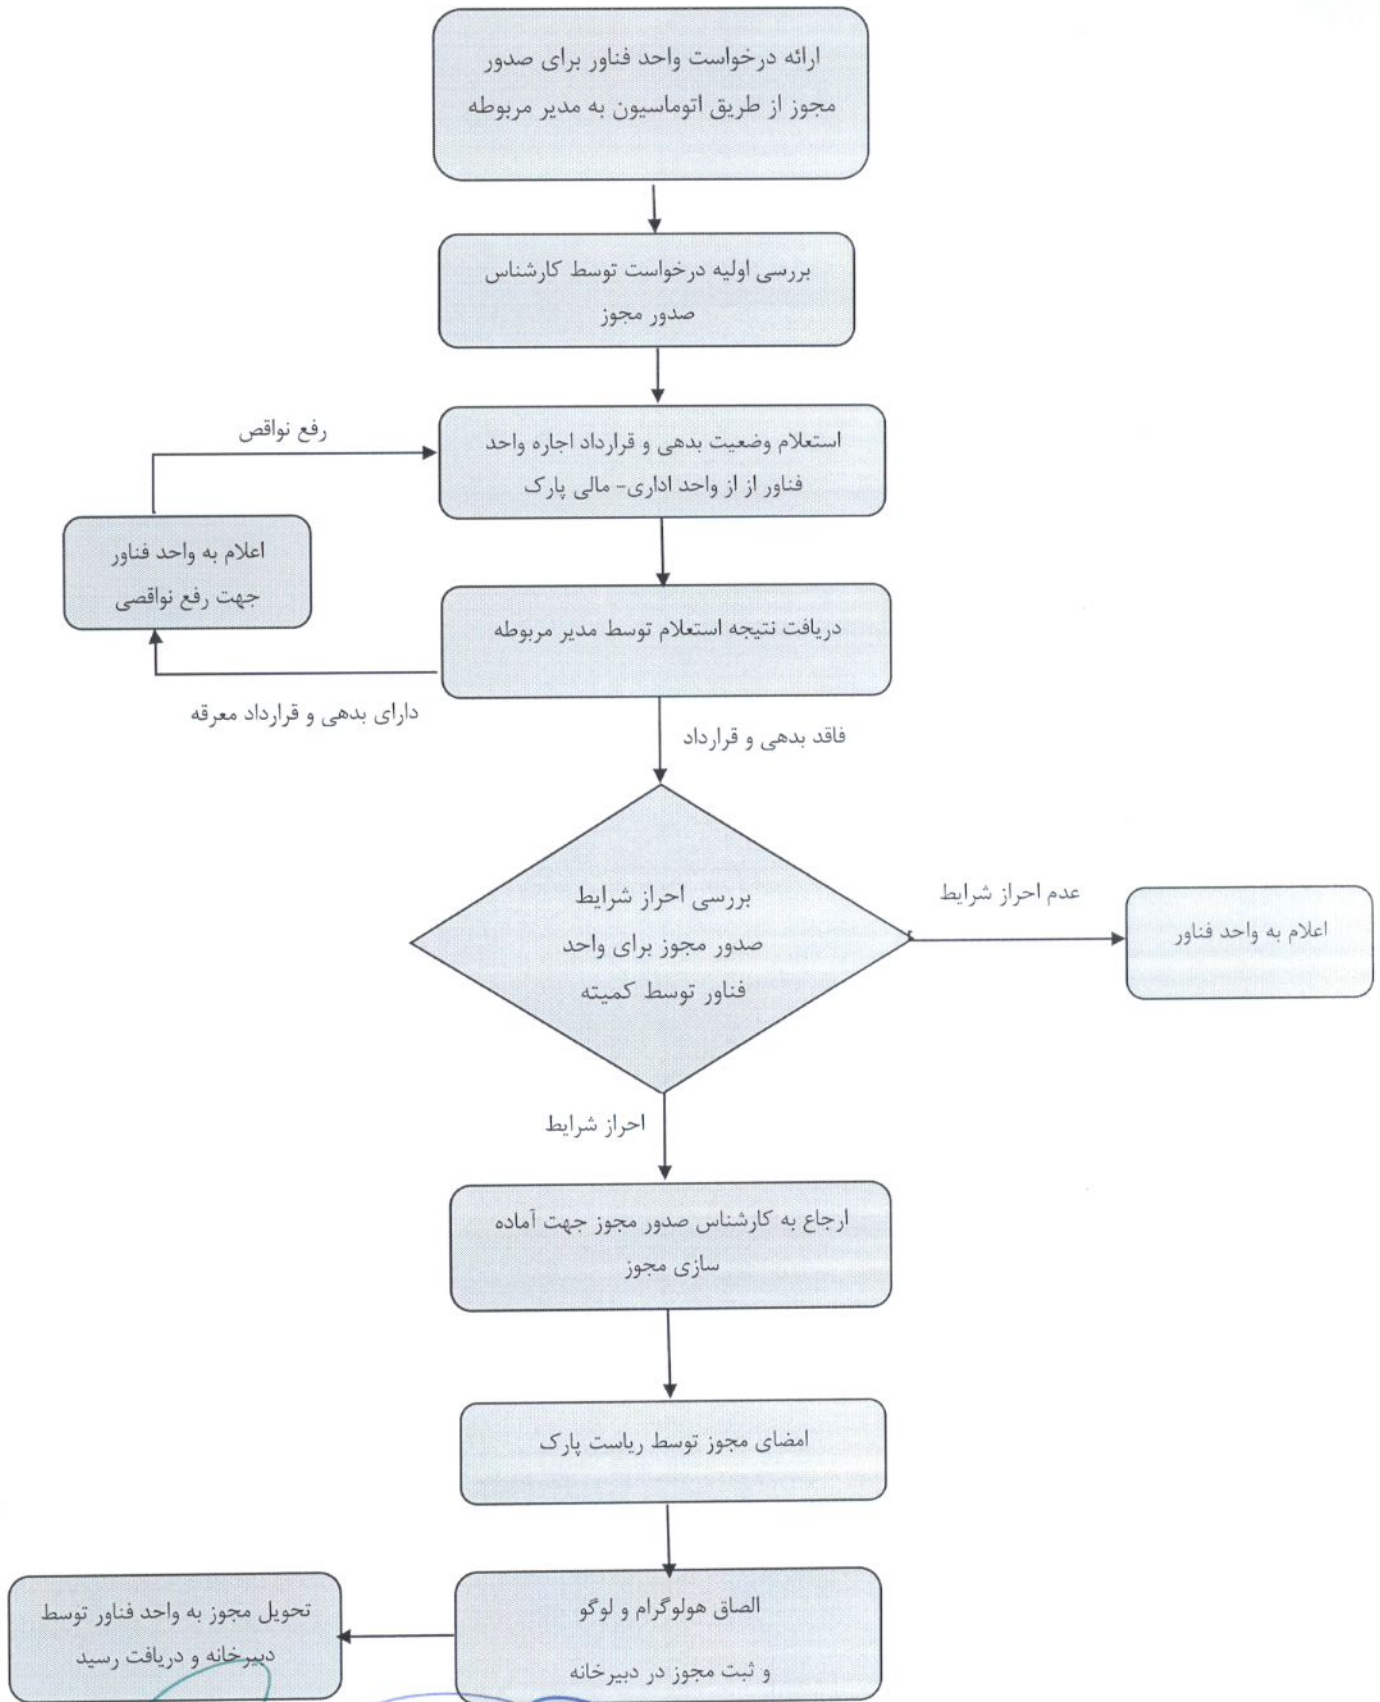 ارائه درخواست واحد فناور برای صدور
مجوز از طریق اتوماسیون به مدیر مربوطه
بررسی اولیه درخواست توسط کارشناس
صدور مجوز
استعلام وضعیت بدهی و قرارداد اجاره واحد
فناور از از واحد اداری- مالی پارک
رفع نواقص
اعلام به واحد فناور
جهت رفع نواقصی
دریافت نتیجه استعلام توسط مدیر مربوطه
دارای بدهی و قرارداد معرقه
فاقد بدهی و قرارداد
بررسی احراز شرایط
صدور مجوز برای واحد
فناور توسط کمیته
عدم احراز شرایط
اعلام به واحد فناور
احراز شرایط
ارجاع به کارشناس صدور مجوز جهت آماده
سازی مجوز
امضای مجوز توسط ریاست پارک
الصاق هولوگرام و لوگو
و ثبت مجوز در دبیرخانه
تحویل مجوز به واحد فناور توسط
دبیرخانه و دریافت رسید